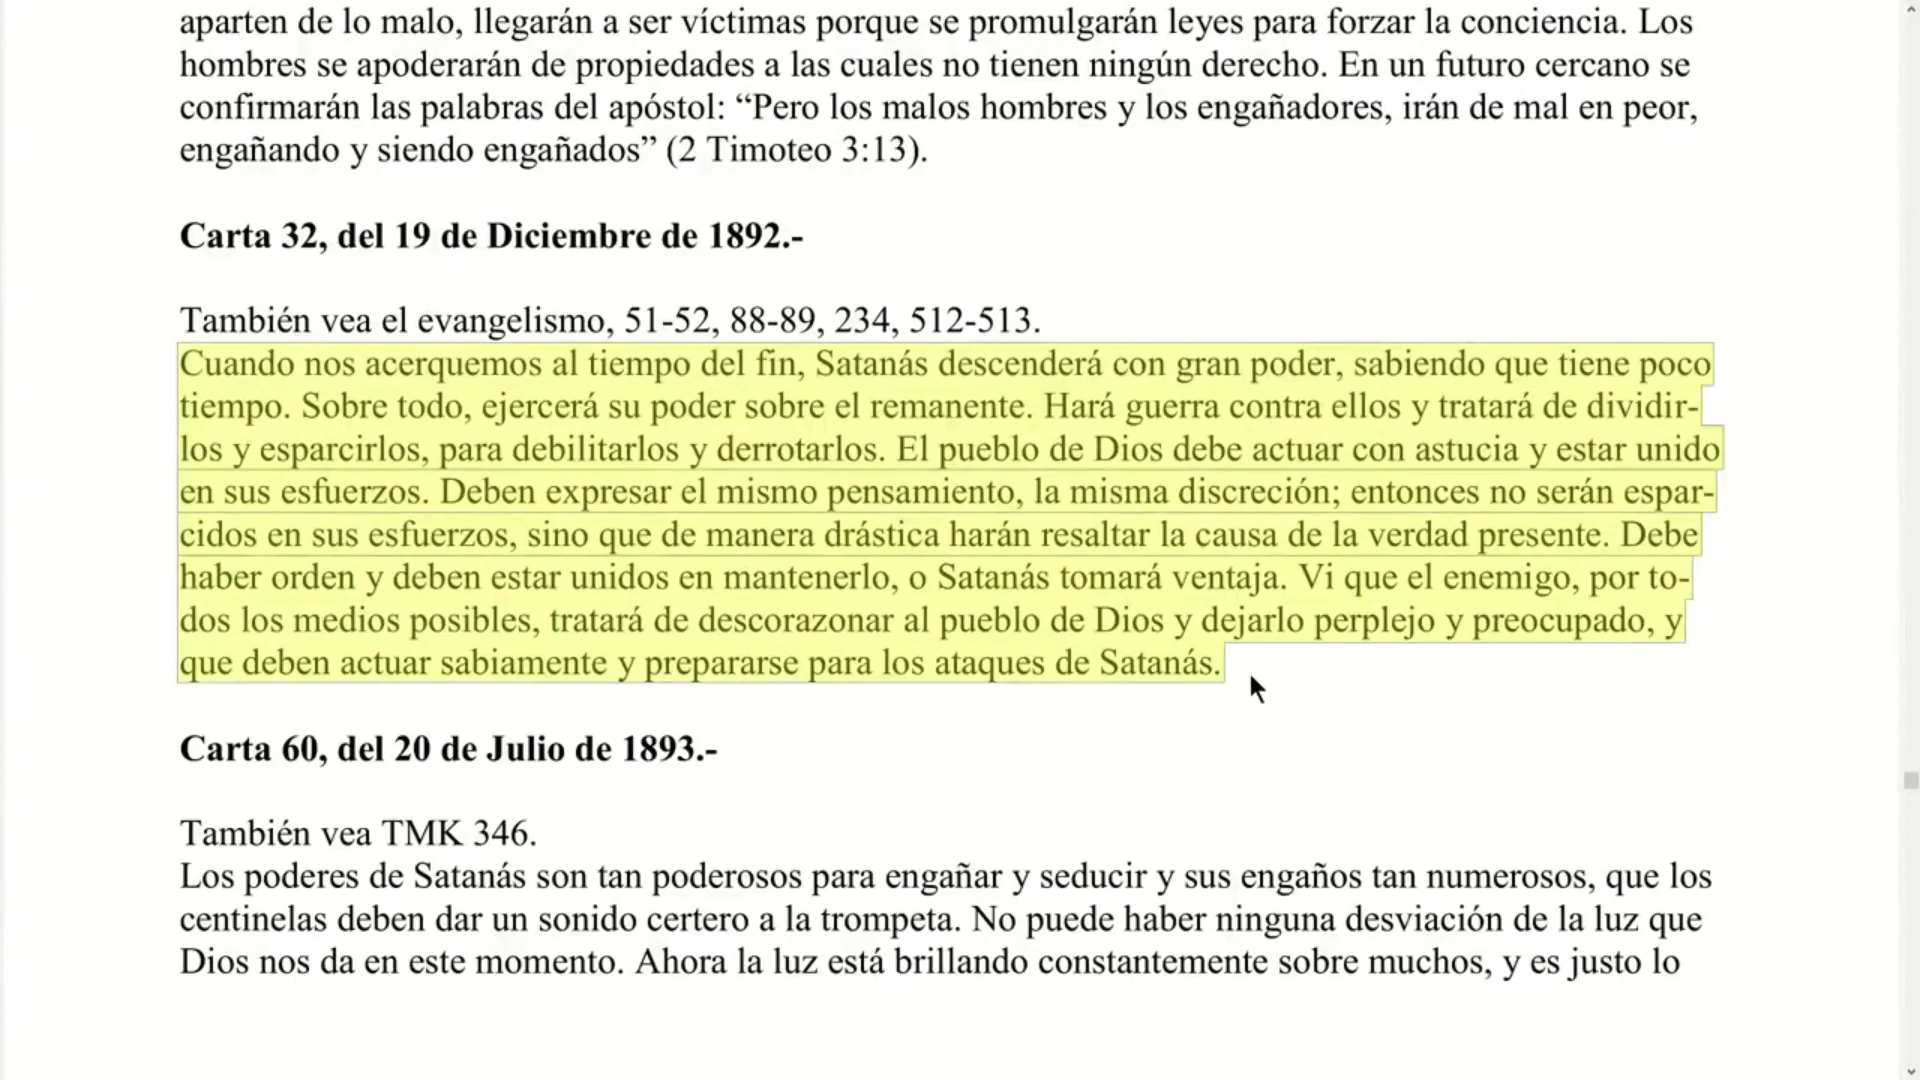 aparten de lo malo, llegarán a ser víctimas porque se promulgarán leyes para forzar la conciencia. Los
hombres se apoderarán de propiedades a las cuales no tienen ningún derecho. En un futuro cercano se
confirmarán las palabras del apóstol: “Pero los malos hombres y los engañadores, irán de mal en peor,
engañando y siendo engañados” (2 Timoteo 3:13).
Carta 32, del 19 de Diciembre de 1892.-
También vea el evangelismo, 51-52, 88-89, 234, 512-513.
Cuando nos acerquemos al tiempo del fin, Satanás descenderá con gran poder, sabiendo que tiene poco
tiempo. Sobre todo, ejercerá su poder sobre el remanente. Hará guerra contra ellos y tratará de dividir-
los y esparcirlos, para debilitarlos y derrotarlos. El pueblo de Dios debe actuar con astucia y estar unido
en sus esfuerzos. Deben expresar el mismo pensamiento, la misma discreción; entonces no serán espar-
cidos en sus esfuerzos, sino que de manera drástica harán resaltar la causa de la verdad presente. Debe
haber orden y deben estar unidos en mantenerlo, o Satanás tomará ventaja. Vi que el enemigo, por to-
dos los medios posibles, tratará de descorazonar al pueblo de Dios y dejarlo perplejo y preocupado, y
que deben actuar sabiamente y prepararse para los ataques de Satanás.
Carta 60, del 20 de Julio de 1893.-
También vea TMK 346.
Los poderes de Satanás son tan poderosos para engañar y seducir y sus engaños tan numerosos, que los
centinelas deben dar un sonido certero a la trompeta. No puede haber ninguna desviación de la luz que
Dios nos da en este momento. Ahora la luz está brillando constantemente sobre muchos, y es justo lo